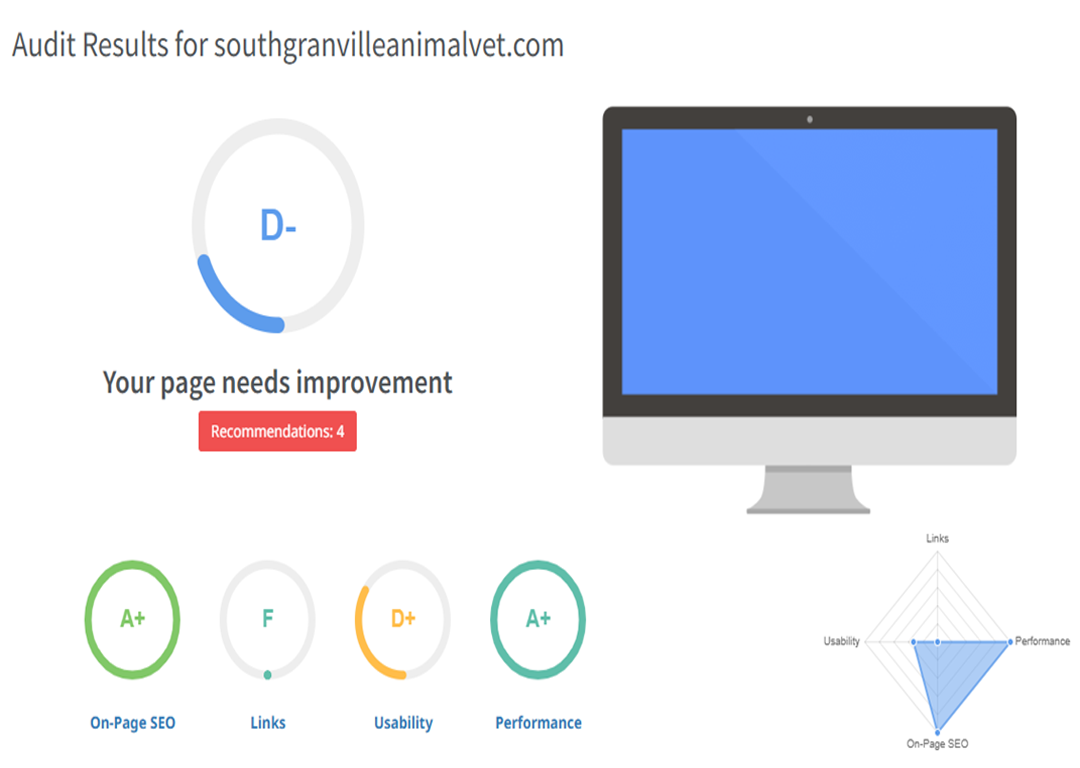 Audit Results for southgranvilleanimalvet.com
D-
Your page needs improvement
Recommendations: 4
A+
F
D+
A+
On-Page SEO
Links
Usability
Performance
Links
Usability
Performance
On-Page SEO